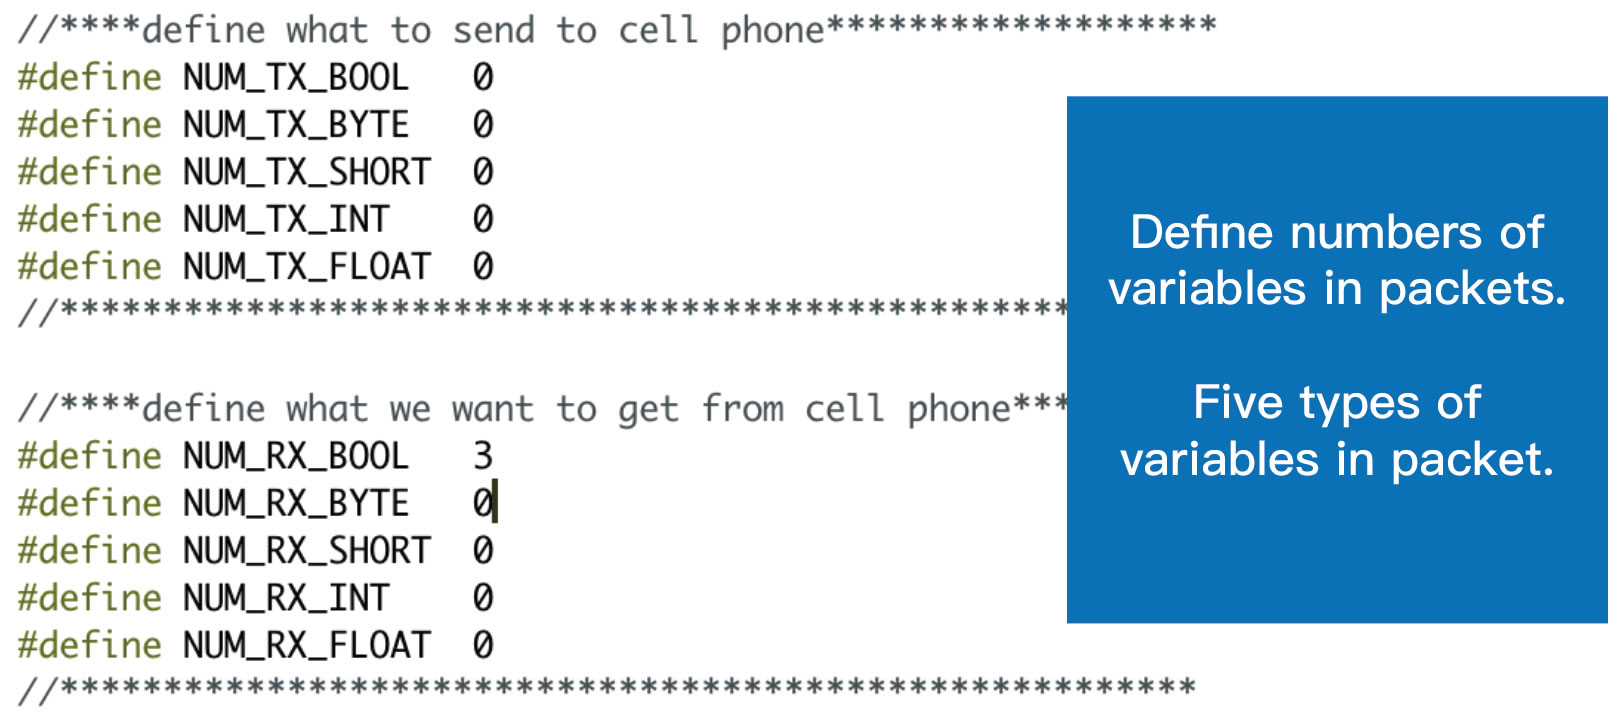 //****define what to send to cell phone*******************
#define NUM_TX_BOOL   0
#define NUM_TX_BYTE   0
#define NUM_TX_SHORT  0
#define NUM_TX_INT    0
#define NUM_TX_FLOAT  0
//*************************************************
//****define what we want to get from cell phone***
#define NUM_RX_BOOL   3
#define NUM_RX_BYTE   0
#define NUM_RX_SHORT  0
#define NUM_RX_INT    0
#define NUM_RX_FLOAT  0
//*******************************************************
Define numbers of
variables in packets.
Five types of
variables in packet.